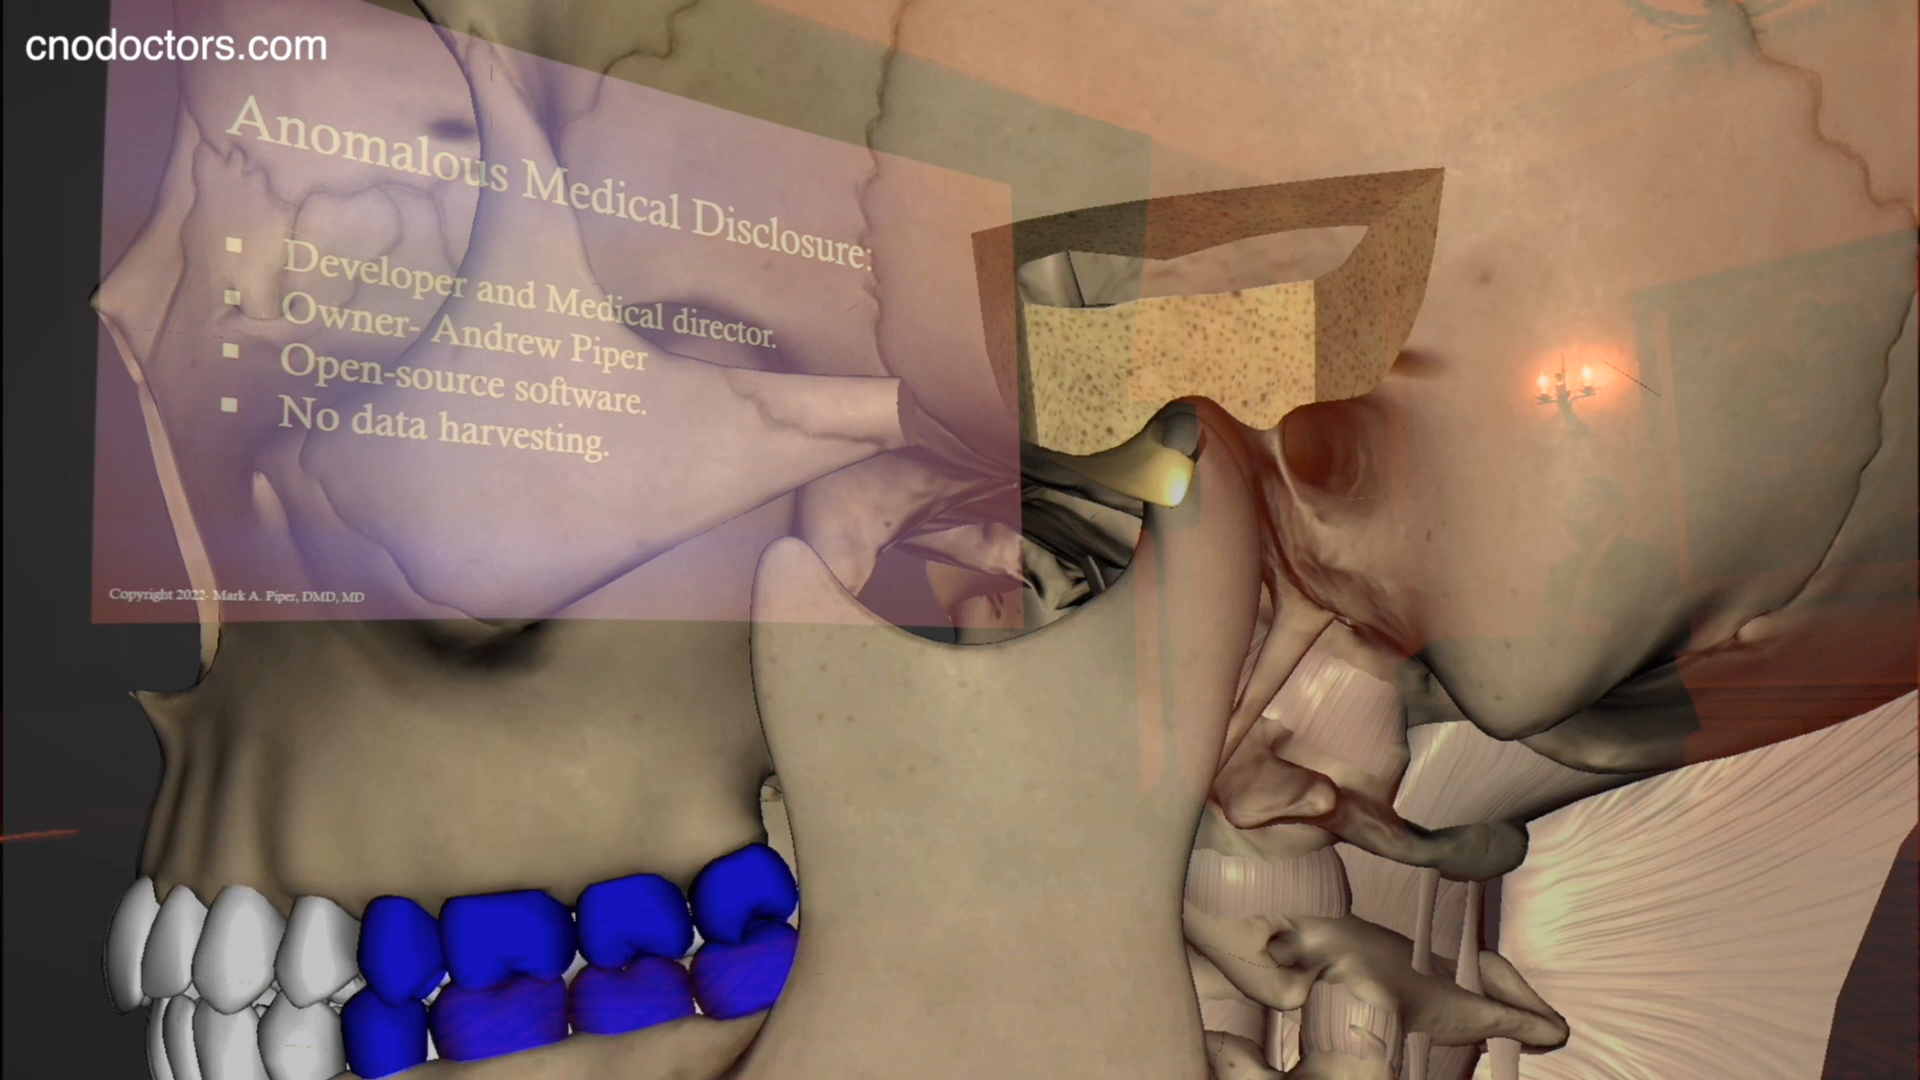 cnodoctors.com
Anomalous Medical Disclosure:
▪ Developer and Medical director.
▪ Owner- Andrew Piper
▪ Open-source software.
▪ No data harvesting.
Copyright 2022- Mark A. Piper, DMD, MD